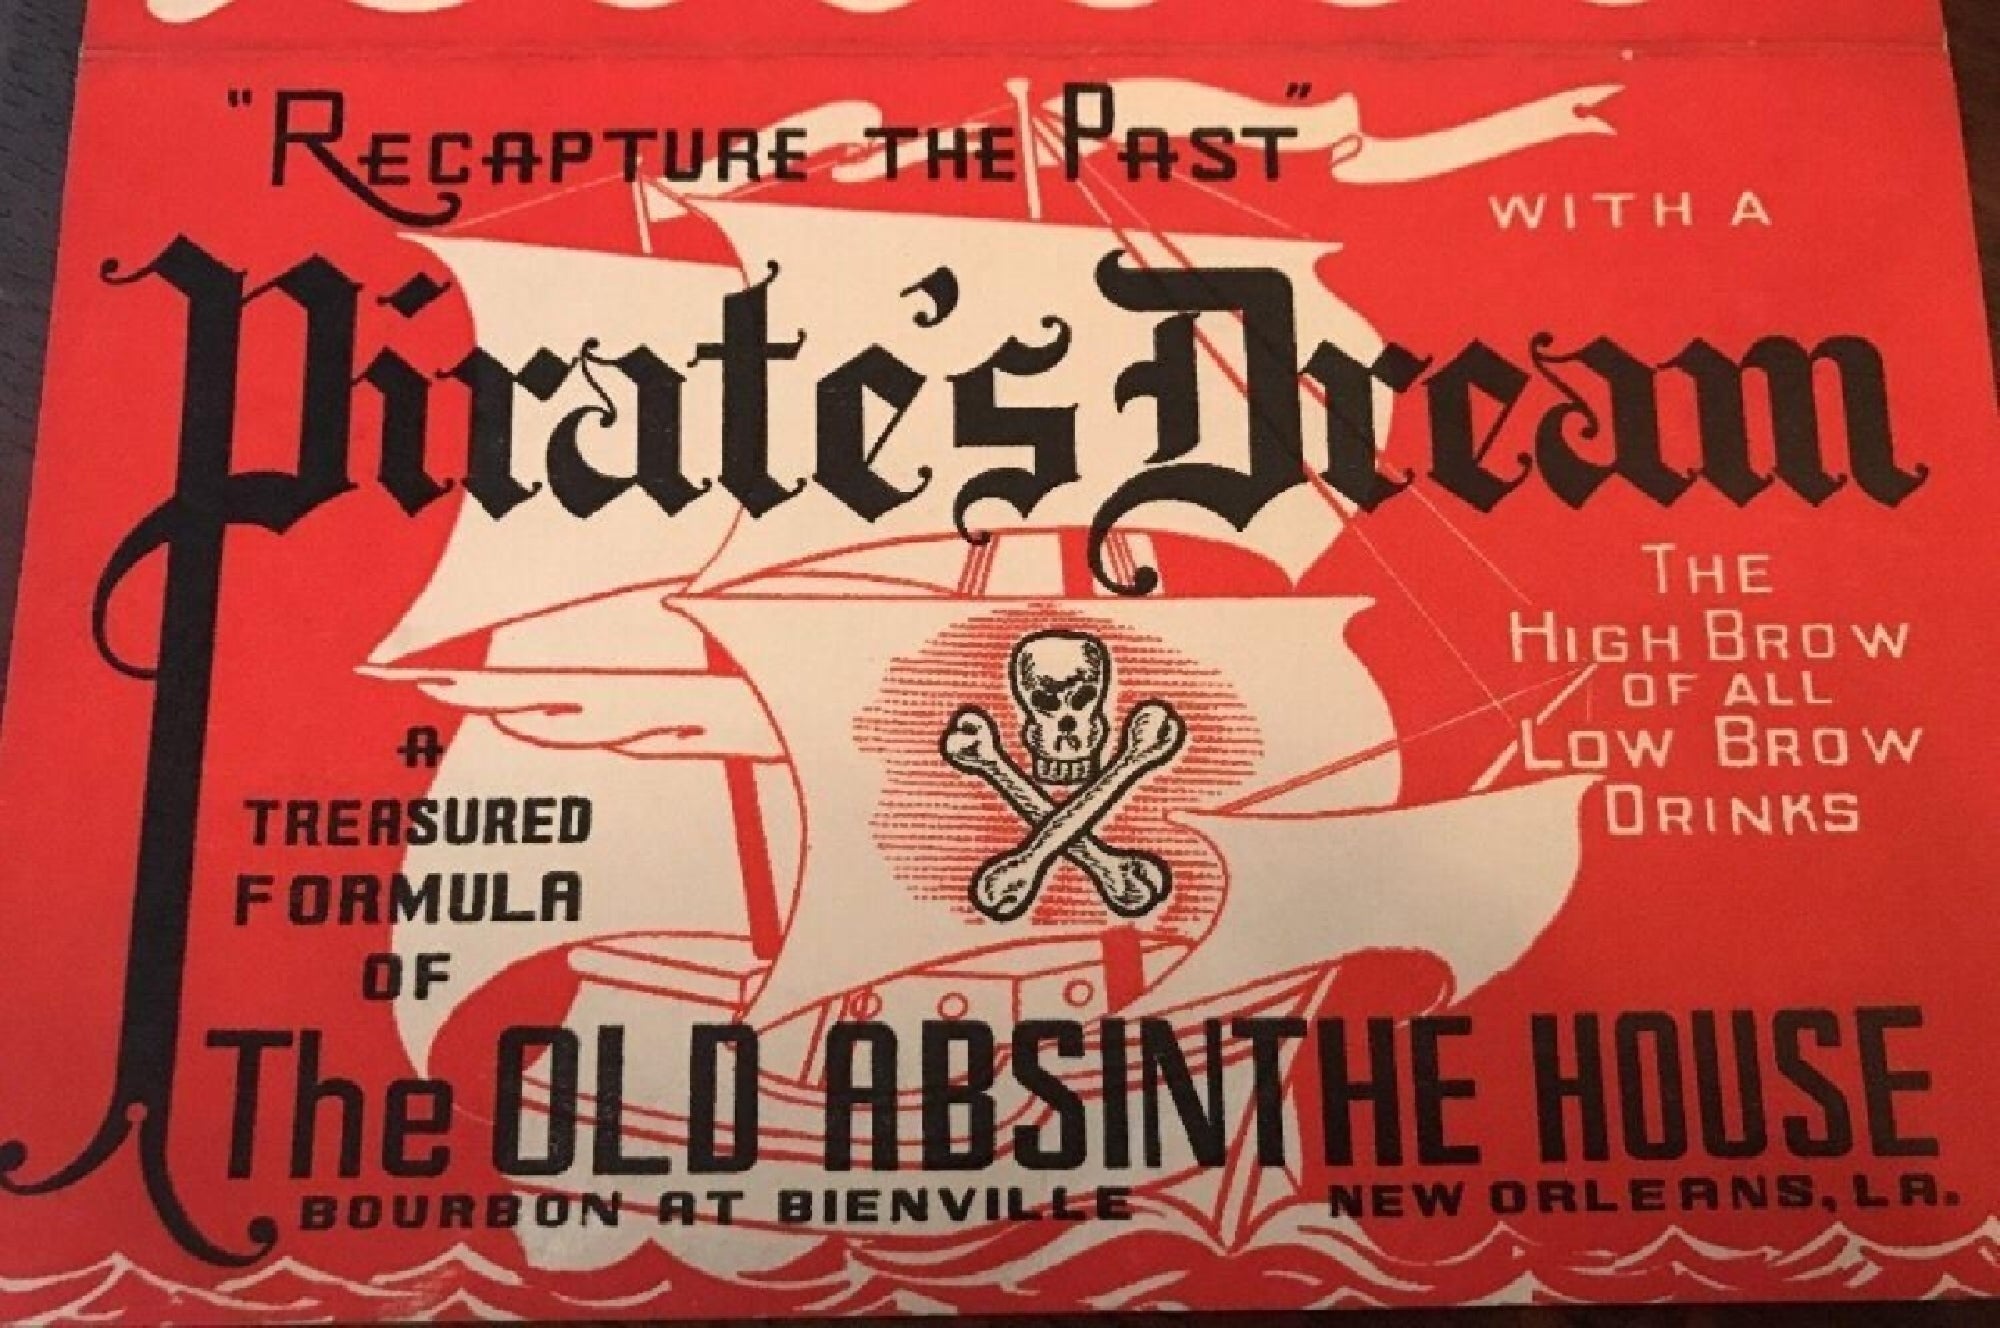 "RECAPTURE THE PAST"
WITH A
Pirate's Dream
THE
HIGH BROW
OF ALL
LOW BROW
DRINKS
A
TREASURED
FORMULA
OF
The OLD ABSINTHE HOUSE
BOURBON AT BIENVILLE NEW ORLEANS, LA.